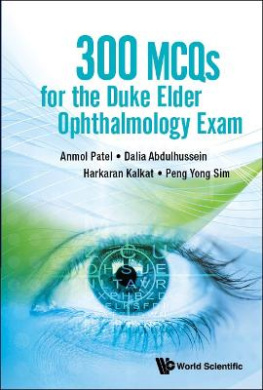 300 MCQs
for the Duke Elder
Ophthalmology Exam
Anmol Patel • Dalia Abdulhussein
Harkaran Kalkat • Peng Yong Sim
World Scientific